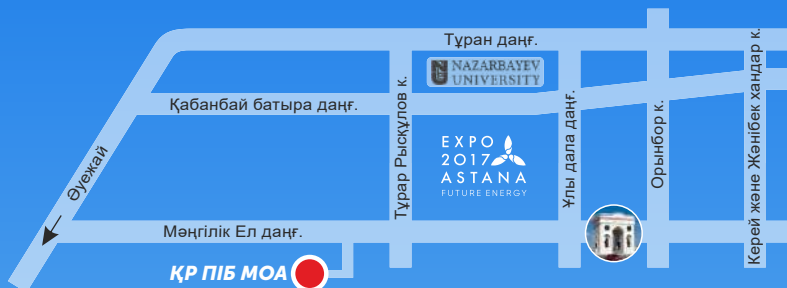 Тұран даңғ.
NAZARBAYEV
UNIVERSITY
Қабанбай батыра даңғ.
Тұрар Рысқұлов к.
EXPO
2017
ASTANA
FUTURE ENERGY
Ұлы дала даңғ.
Орынбор к.
Керей және Жәнібек хандар к.
Әуежай
Мәңгілік Ел даңғ.
ҚР ПІБ МОА